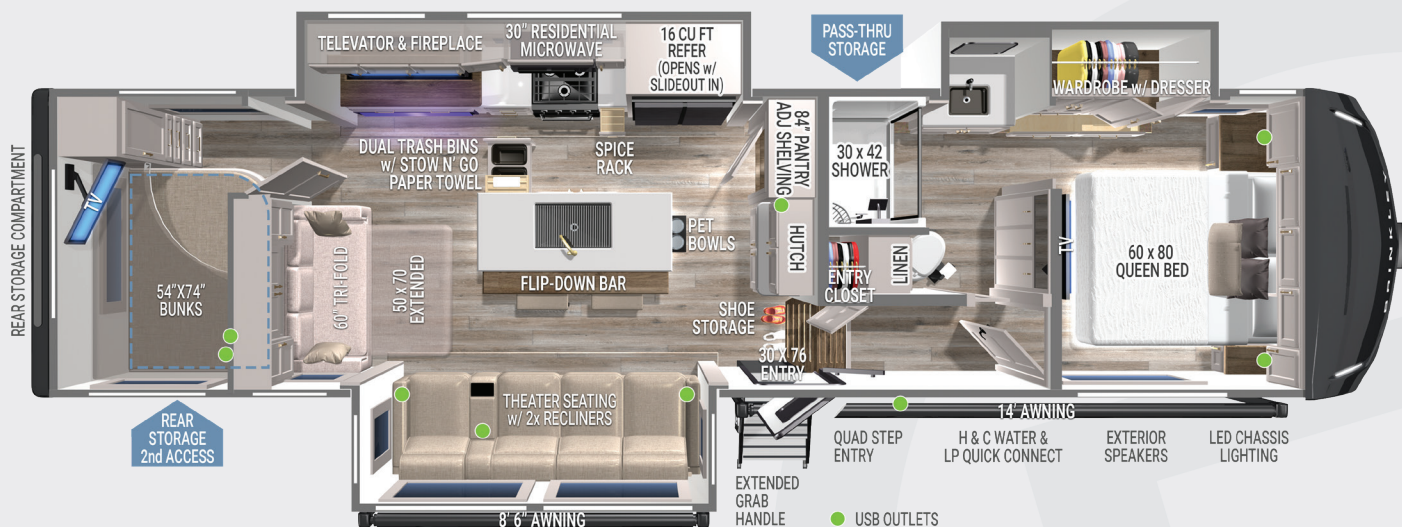 TELEVATOR & FIREPLACE
30" RESIDENTIAL
MICROWAVE
16 CU FT
REFER
(OPENS w/
SLIDEOUT IN)
PASS-THRU
STORAGE
WARDROBE w/ DRESSER
REAR STORAGE COMPARTMENT
TV
54"X74"
BUNKS
DUAL TRASH BINS
w/ STOW N' GO
PAPER TOWEL
SPICE
RACK
84" PANTRY
ADJ SHELVING
30 x 42
SHOWER
60" TRI-FOLD
50 x 70
EXTENDED
PET
BOWLS
FLIP-DOWN BAR
HUTCH
ENTRY
CLOSET
LINEN
TV
60 x 80
QUEEN BED
BRINKLEY
SHOE
STORAGE
30 X 76
ENTRY
THEATER SEATING
w/ 2x RECLINERS
REAR
STORAGE
2nd ACCESS
14' AWNING
QUAD STEP
ENTRY
H & C WATER &
LP QUICK CONNECT
EXTERIOR
SPEAKERS
LED CHASSIS
LIGHTING
EXTENDED
GRAB
HANDLE
8' 6" AWNING
USB OUTLETS